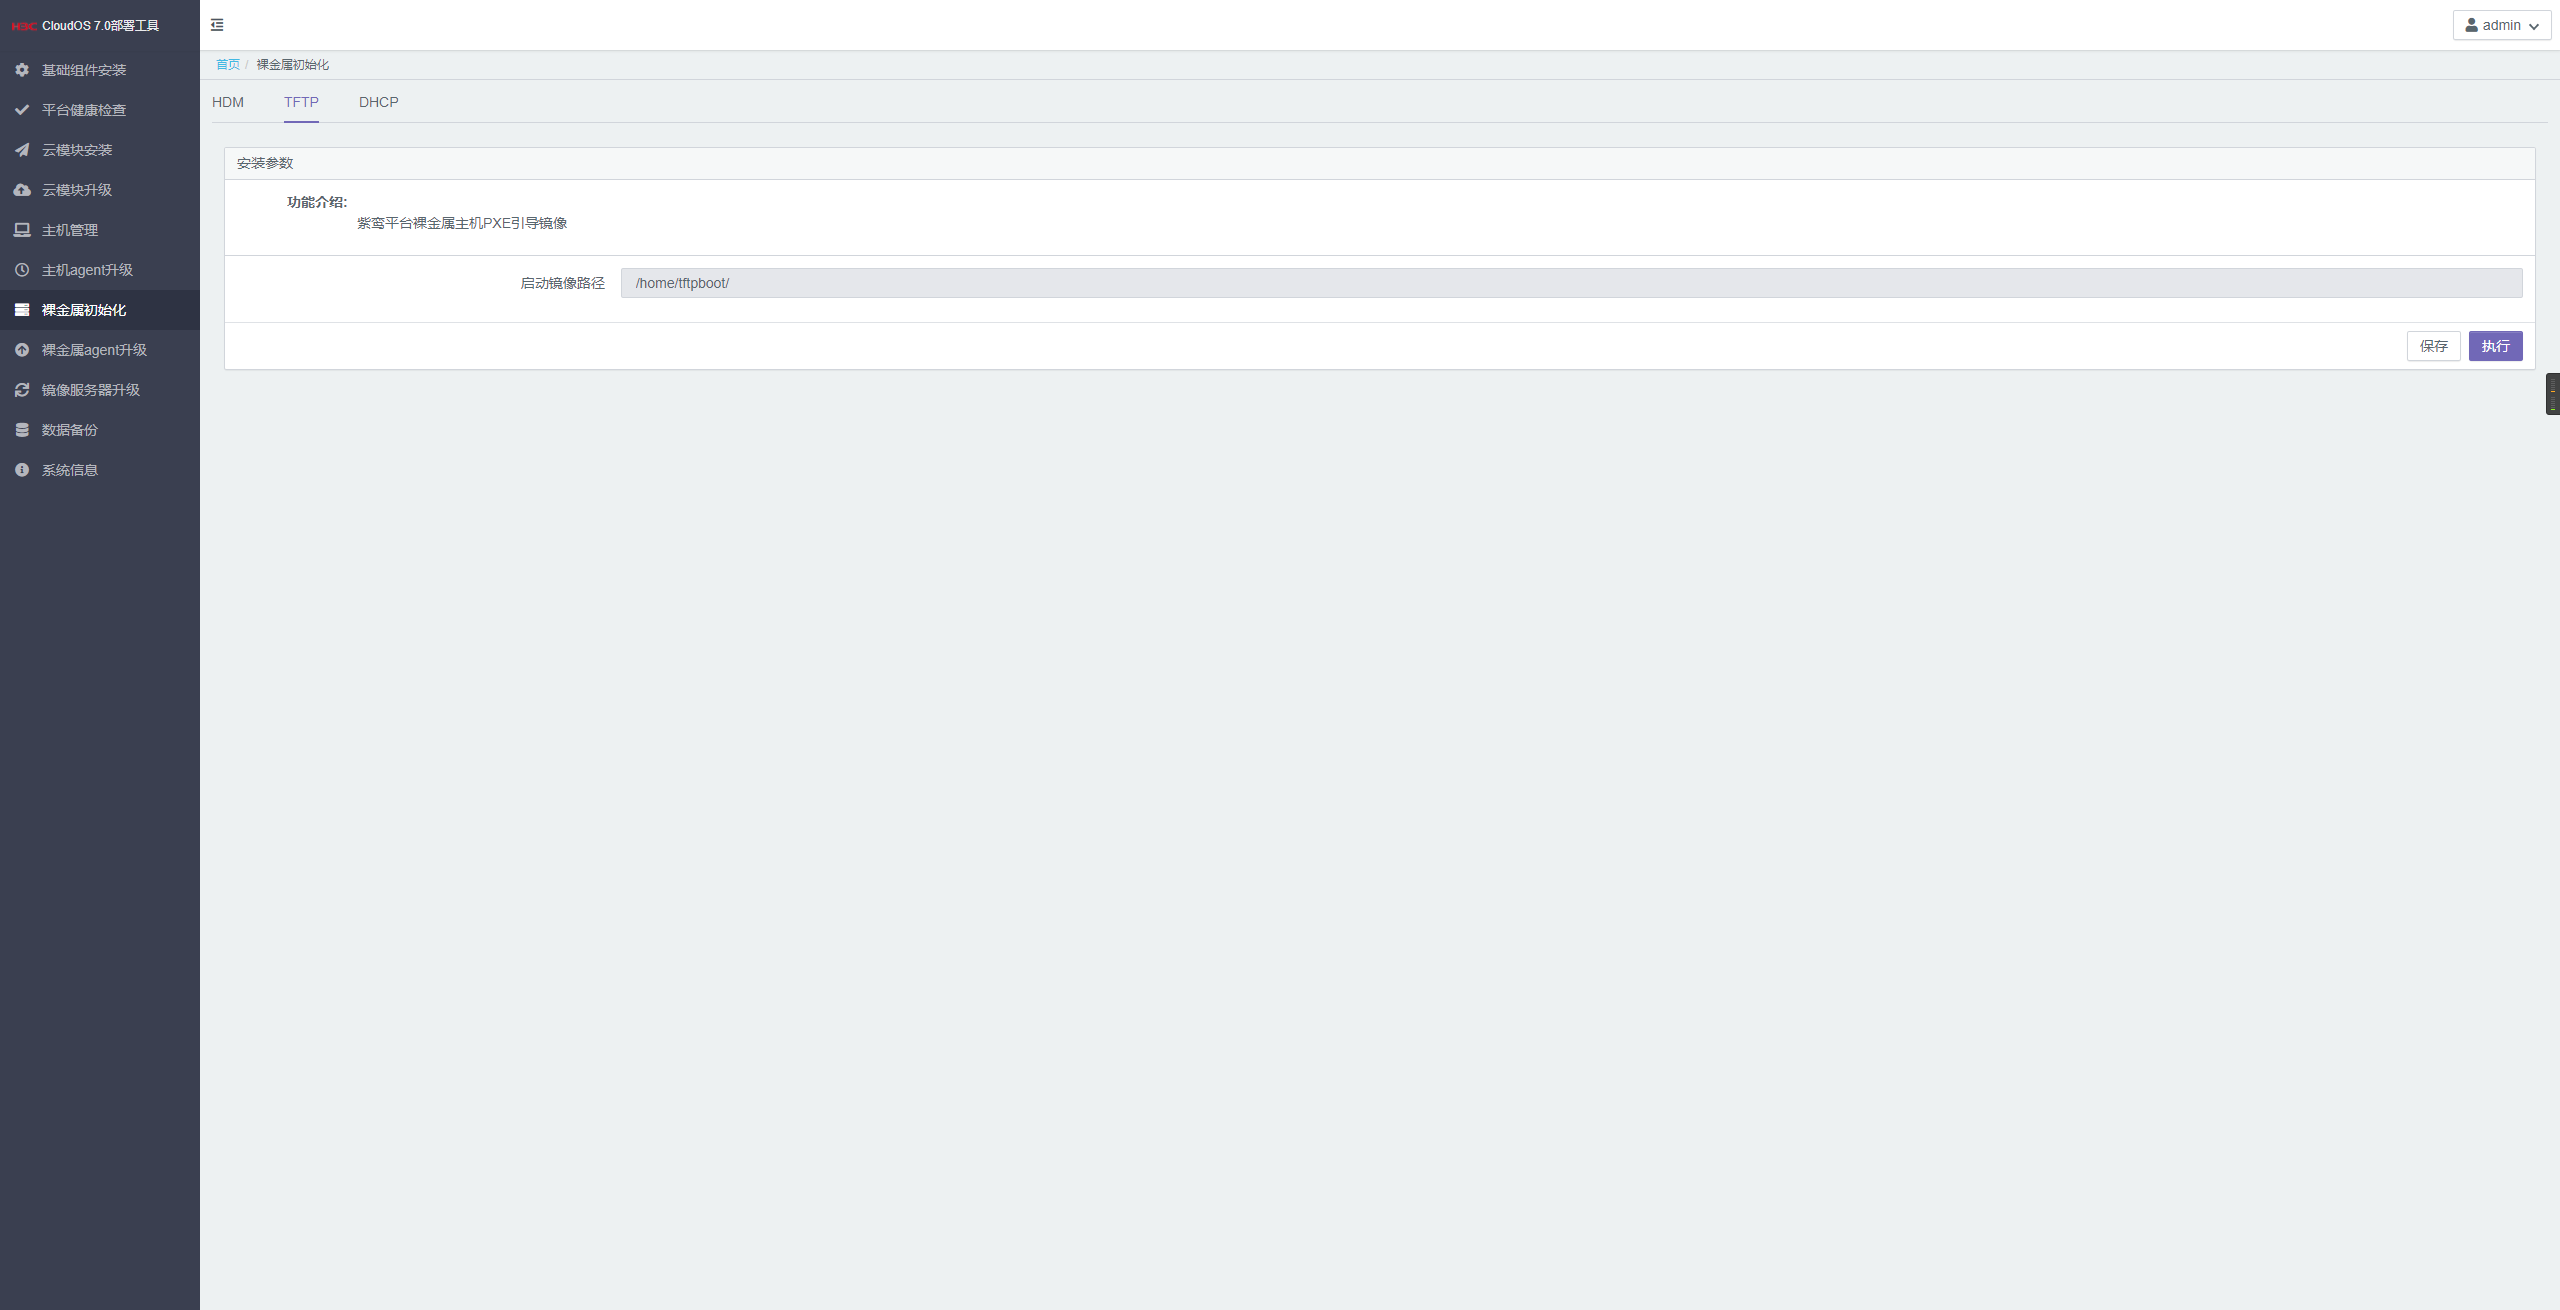 H3C CloudOS 7.0部署工具
admin
基础组件安装
平台健康检查
云模块安装
云模块升级
主机管理
主机agent升级
裸金属初始化
裸金属agent升级
镜像服务器升级
数据备份
系统信息
首页 / 裸金属初始化
HDM TFTP DHCP
安装参数
功能介绍:
紫鸾平台裸金属主机PXE引导镜像
启动镜像路径 /home/tftpboot/
保存 执行